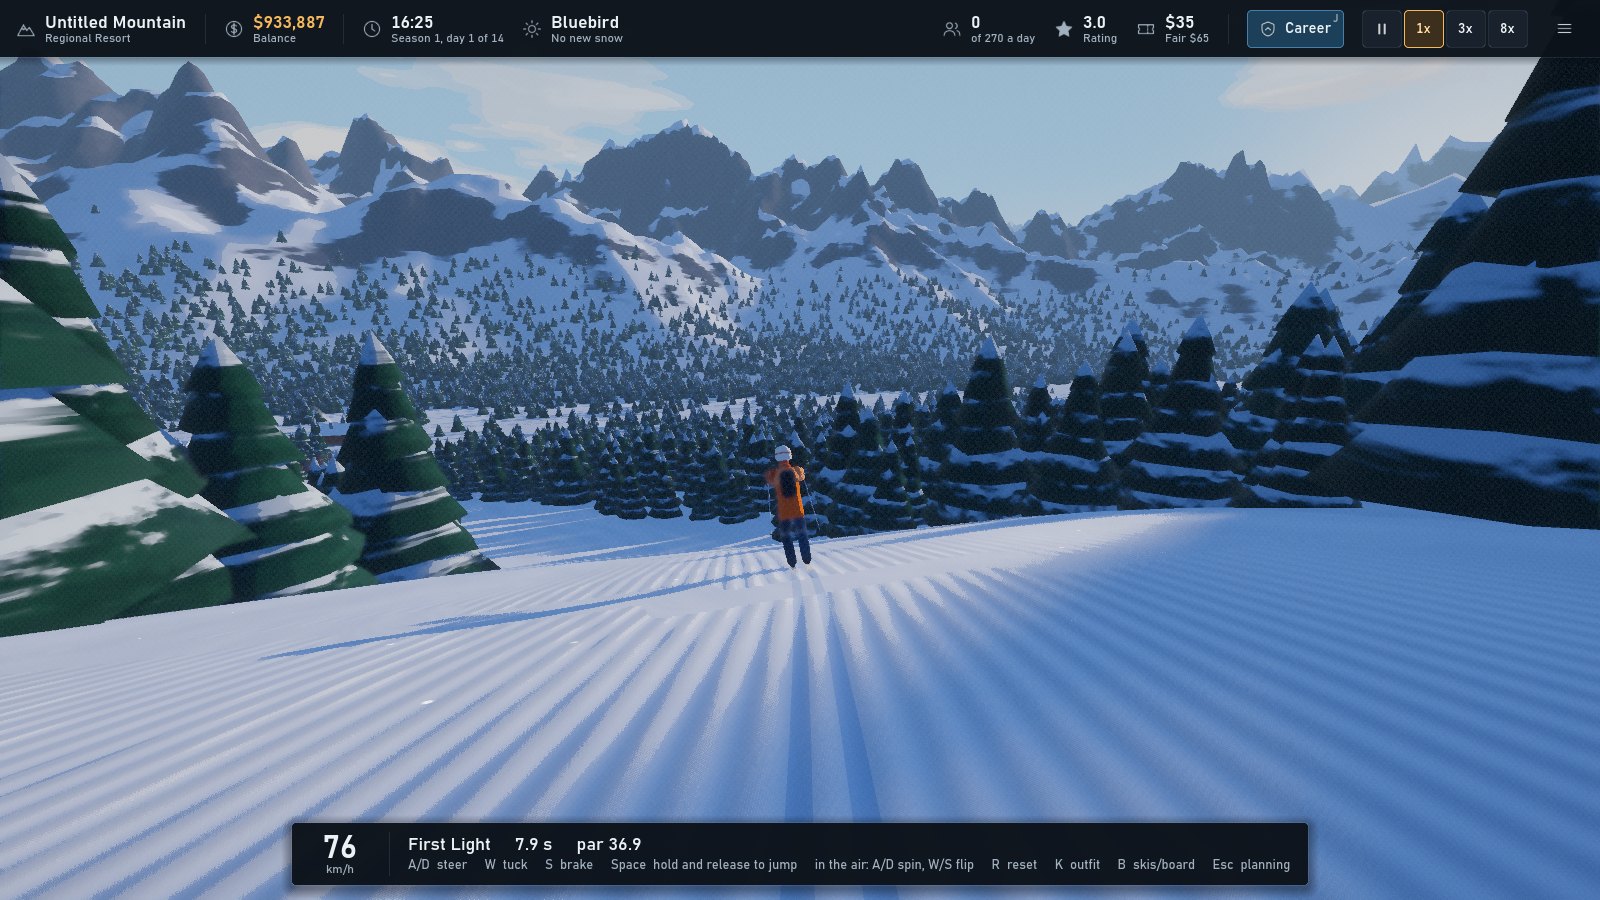 Untitled Mountain
Regional Resort
$933,887
Balance
16:25
Season 1, day 1 of 14
Bluebird
No new snow
0
of 270 a day
3.0
Rating
$35
Fair $65
Career J
1x
3x
8x
76
km/h
First Light 7.9 s par 36.9
A/D steer W tuck S brake Space hold and release to jump in the air: A/D spin, W/S flip R reset K outfit B skis/board Esc planning